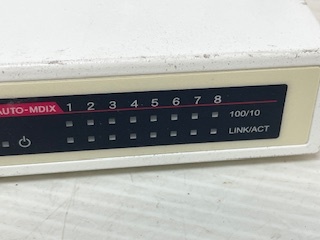 AUTO-MDIX 1 2 3 4 5 6 7 8
100/10
LINK/ACT